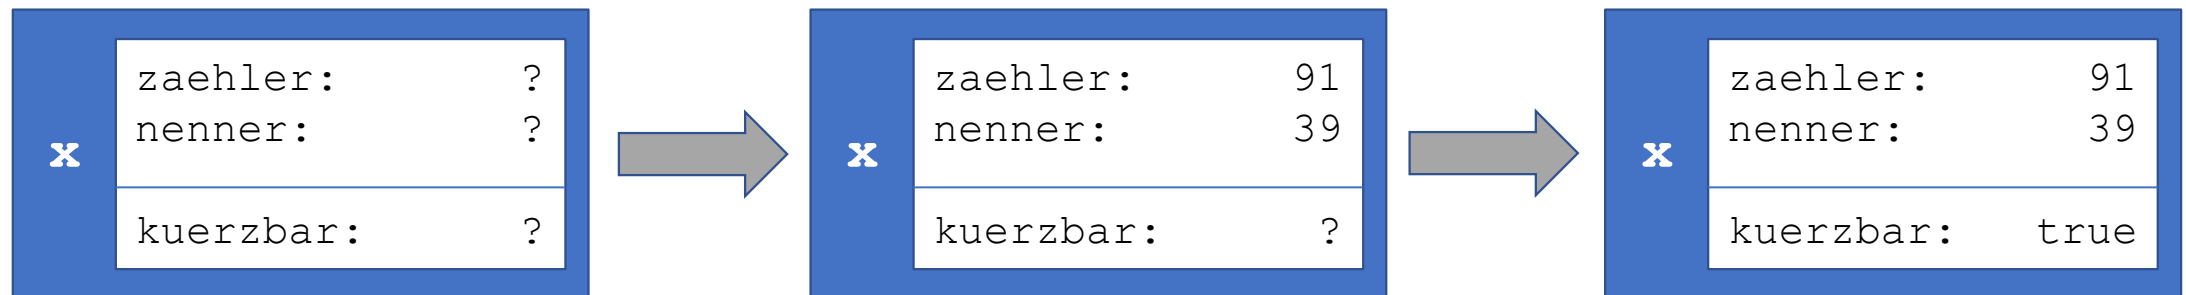 x
zaehler: ?
nenner: ?
kuerzbar: ?
x
zaehler: 91
nenner: 39
kuerzbar: ?
x
zaehler: 91
nenner: 39
kuerzbar: true